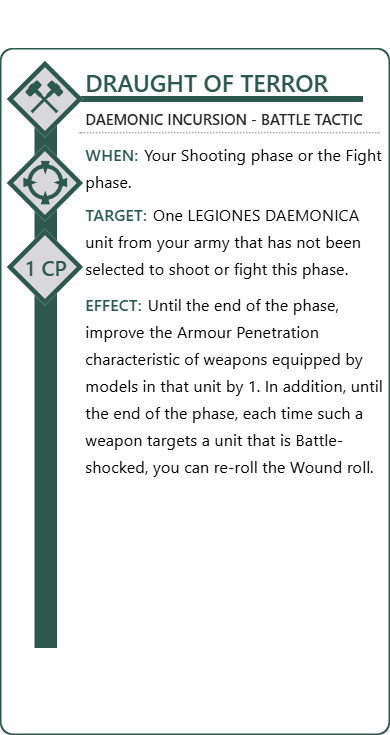 DRAUGHT OF TERROR
DAEMONIC INCURSION - BATTLE TACTIC
WHEN: Your Shooting phase or the Fight
phase.
TARGET: One LEGIONES DAEMONICA
unit from your army that has not been
selected to shoot or fight this phase.
1 CP
EFFECT: Until the end of the phase,
improve the Armour Penetration
characteristic of weapons equipped by
models in that unit by 1. In addition, until
the end of the phase, each time such a
weapon targets a unit that is Battle-
shocked, you can re-roll the Wound roll.